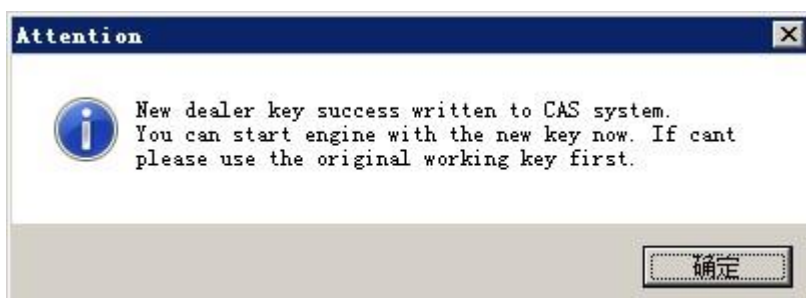 Attention
New dealer key success written to CAS system.
You can start engine with the new key now. If cant
please use the original working key first.
确定